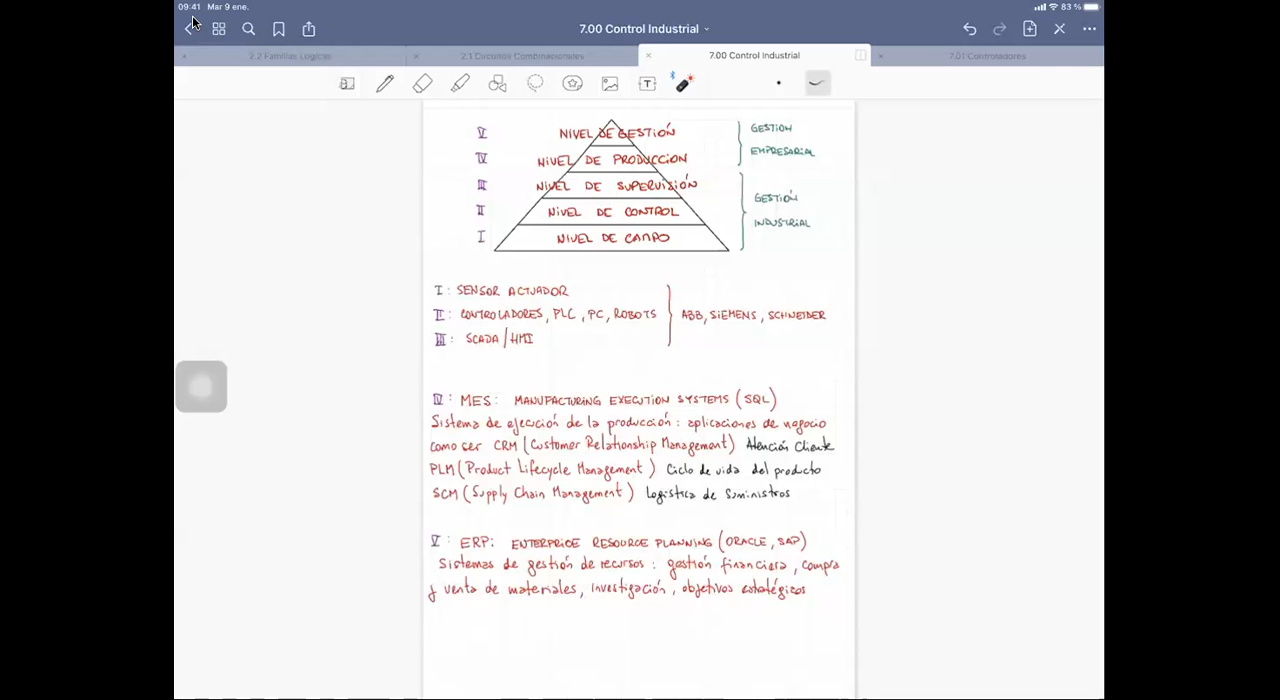 09:41 Mar 9 ene.
83 %
7.00 Control Industrial
2.2 Familias Lógicas
2.1 Circuitos Combinacionales
7.00 Control Industrial
7.01 Controladores
V NIVEL DE GESTIÓN
IV NIVEL DE PRODUCCION
III NIVEL DE SUPERVISIÓN
II NIVEL DE CONTROL
I NIVEL DE CAMPO
GESTION
EMPRESARIAL
GESTIÓN
INDUSTRIAL
I : SENSOR ACTUADOR
II : CONTROLADORES, PLC, PC, ROBOTS
III : SCADA/HMI
ABB, SIEMENS, SCHNEIDER
IV : MES : MANUFACTURING EXECUTION SYSTEMS (SQL)
Sistema de ejecución de la producción : aplicaciones de negocio
como ser CRM (Customer Relationship Management) Atención Cliente
PLM (Product Lifecycle Management) Ciclo de vida del producto
SCM (Supply Chain Management) Logística de Suministros
V : ERP: ENTERPRICE RESOURCE PLANNING (ORACLE, SAP)
Sistemas de gestión de recursos : gestión financiera, compra
y venta de materiales, investigación, objetivos estratégicos